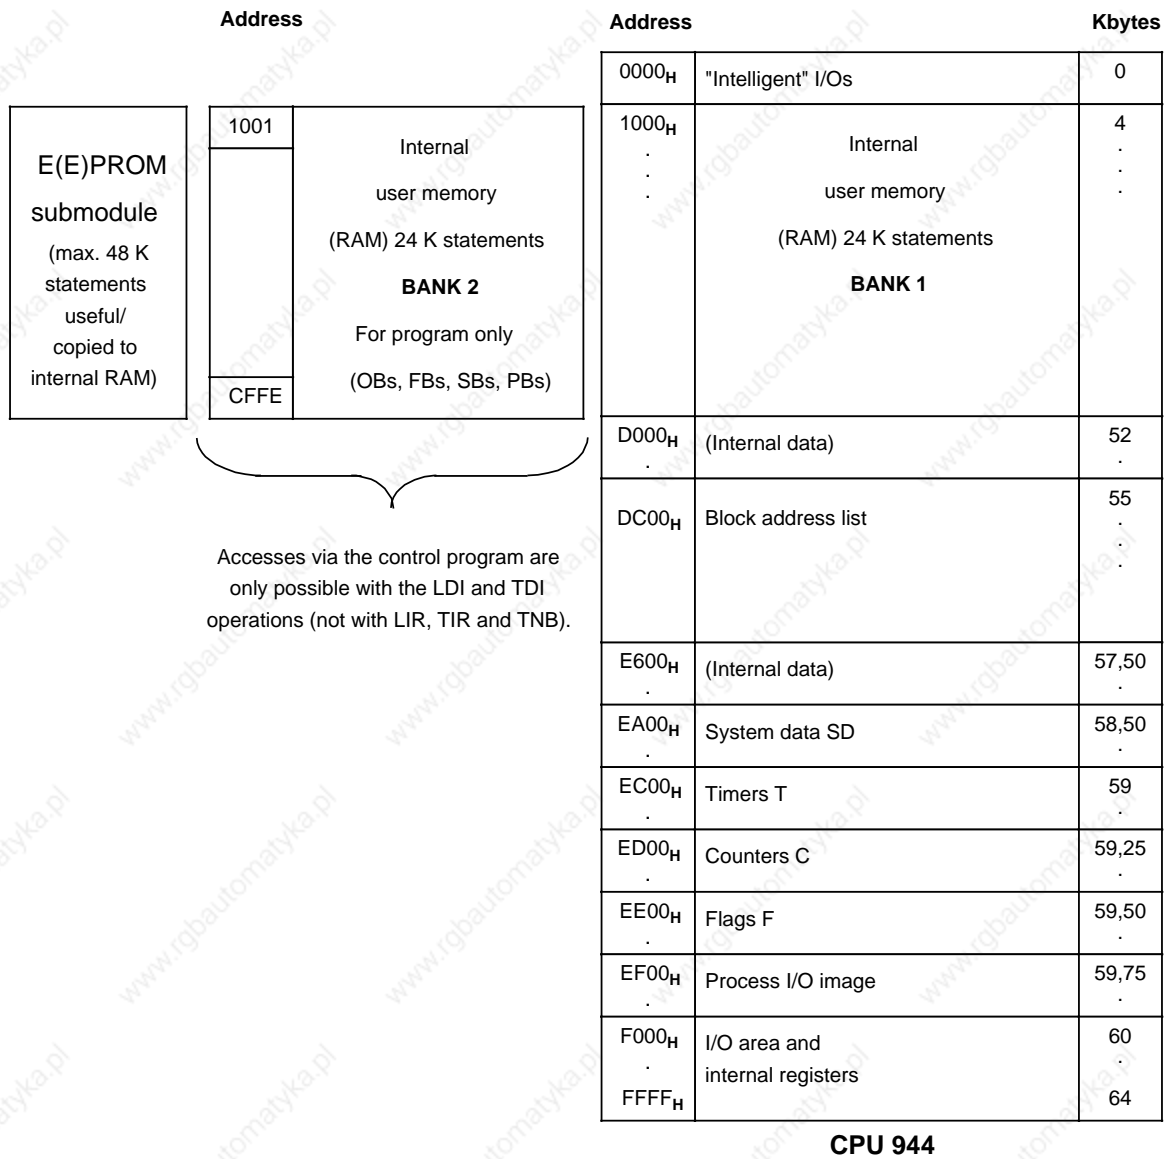 Address
Address Kbytes
E(E)PROM
submodule
(max. 48 K
statements
useful/
copied to
internal RAM)
1001
CFFE
Internal
user memory
(RAM) 24 K statements
BANK 2
For program only
(OBs, FBs, SBs, PBs)
Accesses via the control program are
only possible with the LDI and TDI
operations (not with LIR, TIR and TNB).
0000H "Intelligent" I/Os 0
1000H Internal 4
user memory
(RAM) 24 K statements
BANK 1
D000H (Internal data) 52
DC00H Block address list 55
E600H (Internal data) 57,50
EA00H System data SD 58,50
EC00H Timers T 59
ED00H Counters C 59,25
EE00H Flags F 59,50
EF00H Process I/O image 59,75
F000H I/O area and 60
internal registers
FFFFH 64
CPU 944
www.rgbautomatyka.pl